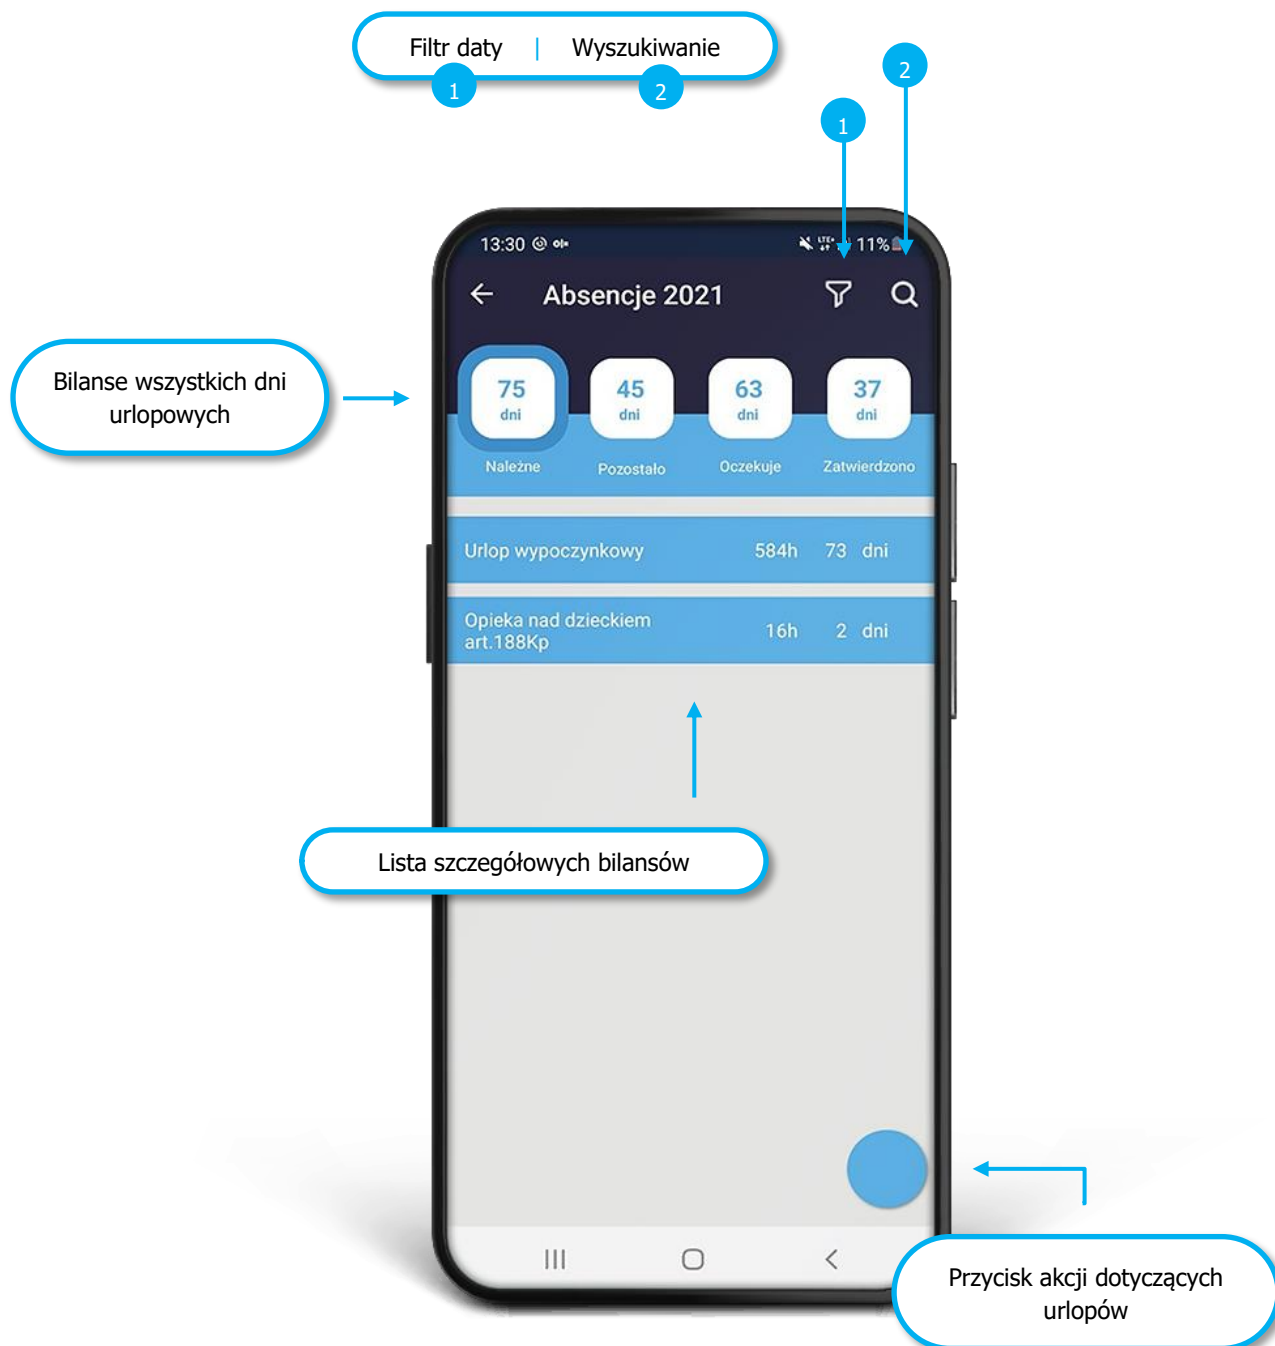 Filtr daty | Wyszukiwanie
1 2
2
1
13:30 LTE+ 11%
Absencje 2021
Bilanse wszystkich dni
urlopowych
75 45 63 37
dni dni dni dni
Należne Pozostało Oczekuje Zatwierdzono
Urlop wypoczynkowy 584h 73 dni
Opieka nad dzieckiem
art.188Kp 16h 2 dni
Lista szczegółowych bilansów
Przycisk akcji dotyczących
urlopów